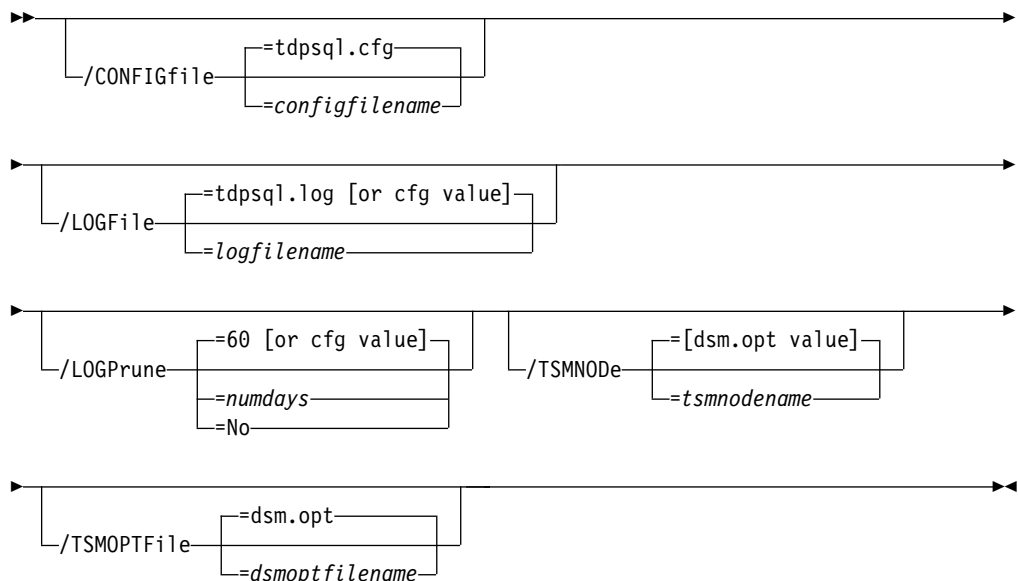 =tdpsql.cfg
/CONFIGfile
=configfilename
=tdpsql.log [or cfg value]
/LOGFile
=logfilename
=60 [or cfg value]
=[dsm.opt value]
/LOGPrune
/TSMNODe
=numdays
=tsmnodename
=No
=dsm.opt
/TSMOPTFile
=dsmoptfilename